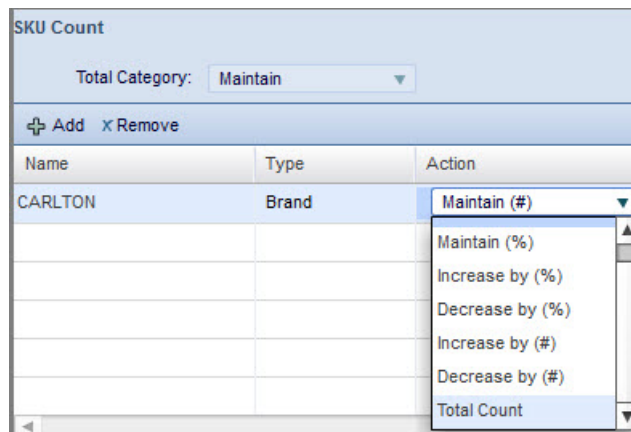 SKU Count
Total Category: Maintain
Add x Remove
Name Type Action
CARLTON Brand Maintain (#)
Maintain (%)
Increase by (%)
Decrease by (%)
Increase by (#)
Decrease by (#)
Total Count